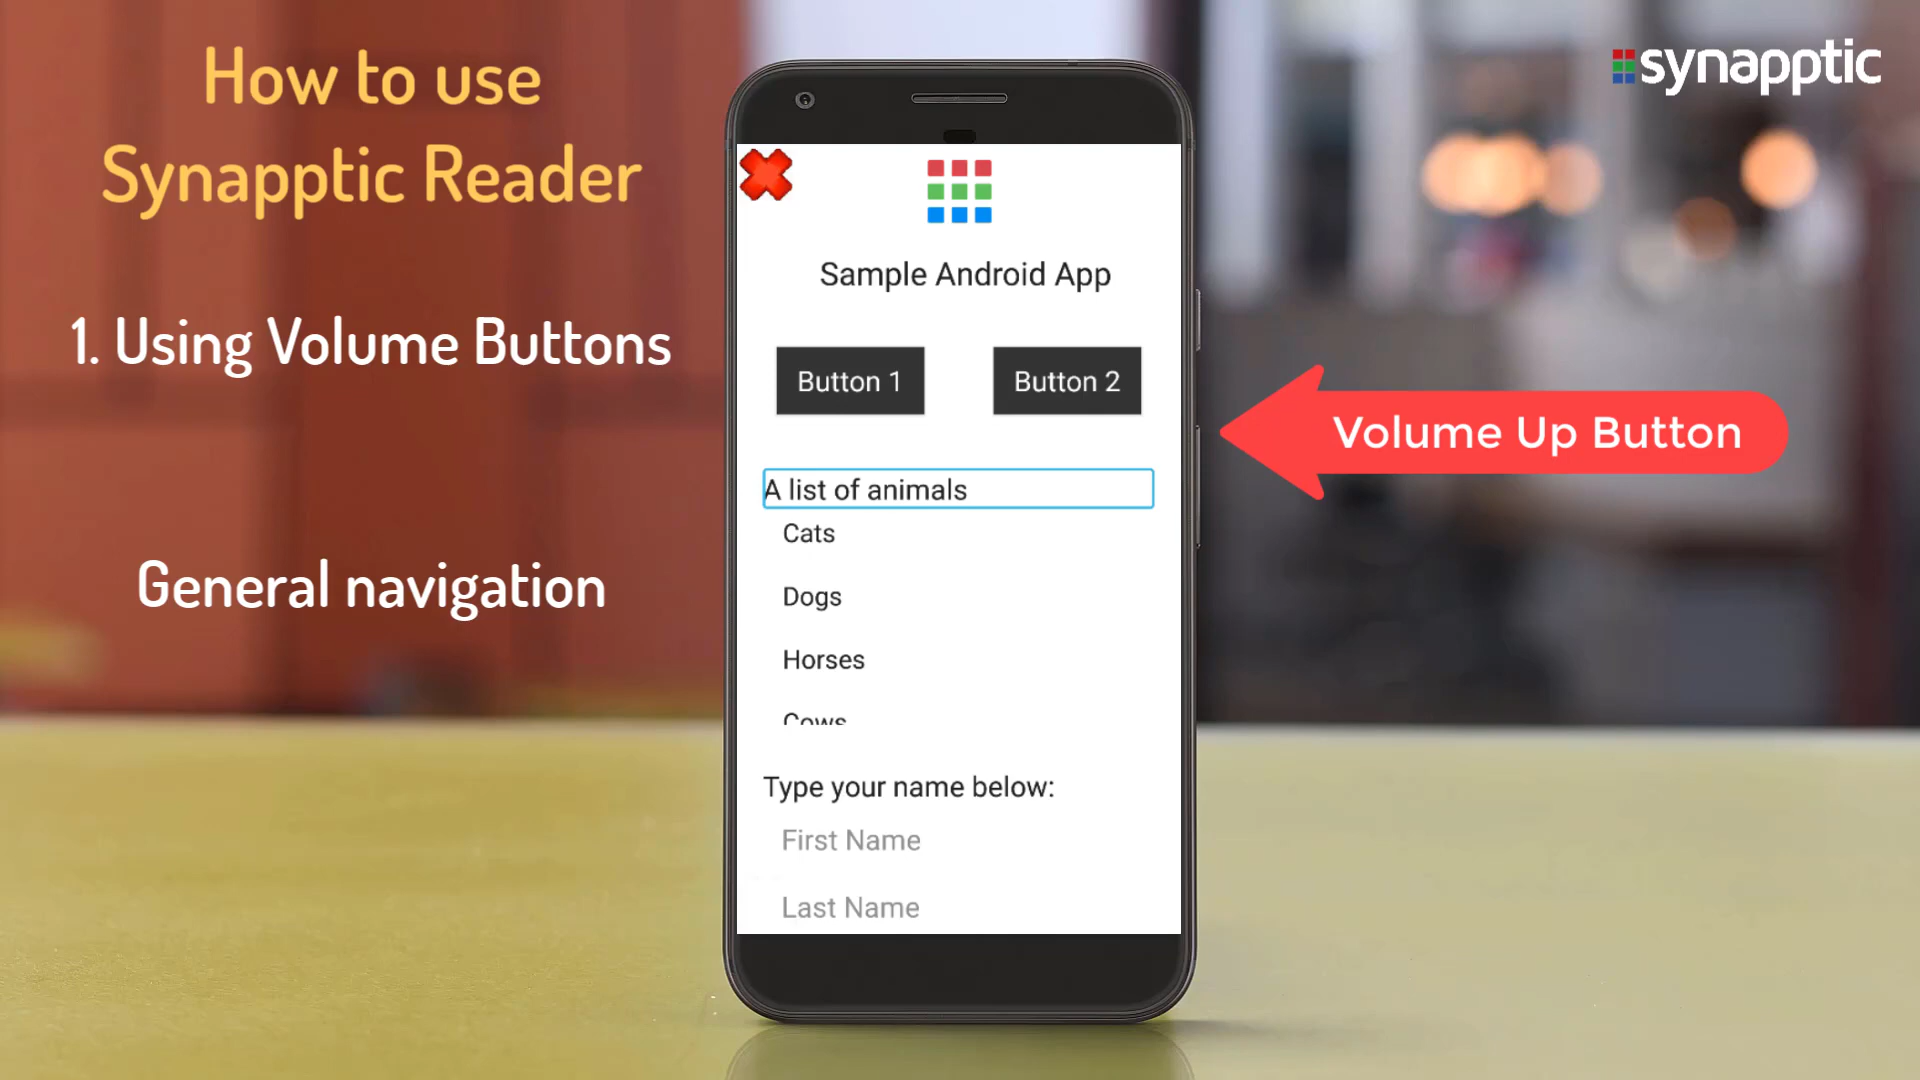 How to use
Synapptic Reader
1. Using Volume Buttons
General navigation
synapptic
Sample Android App
Button 1
Button 2
A list of animals
Cats
Dogs
Horses
Cows
Type your name below:
First Name
Last Name
Volume Up Button